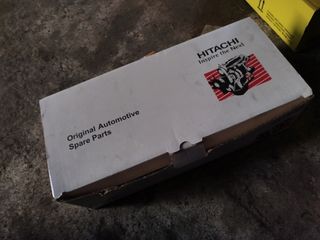 HITACHI
Inspire the Next
Original Automotive
Spare Parts